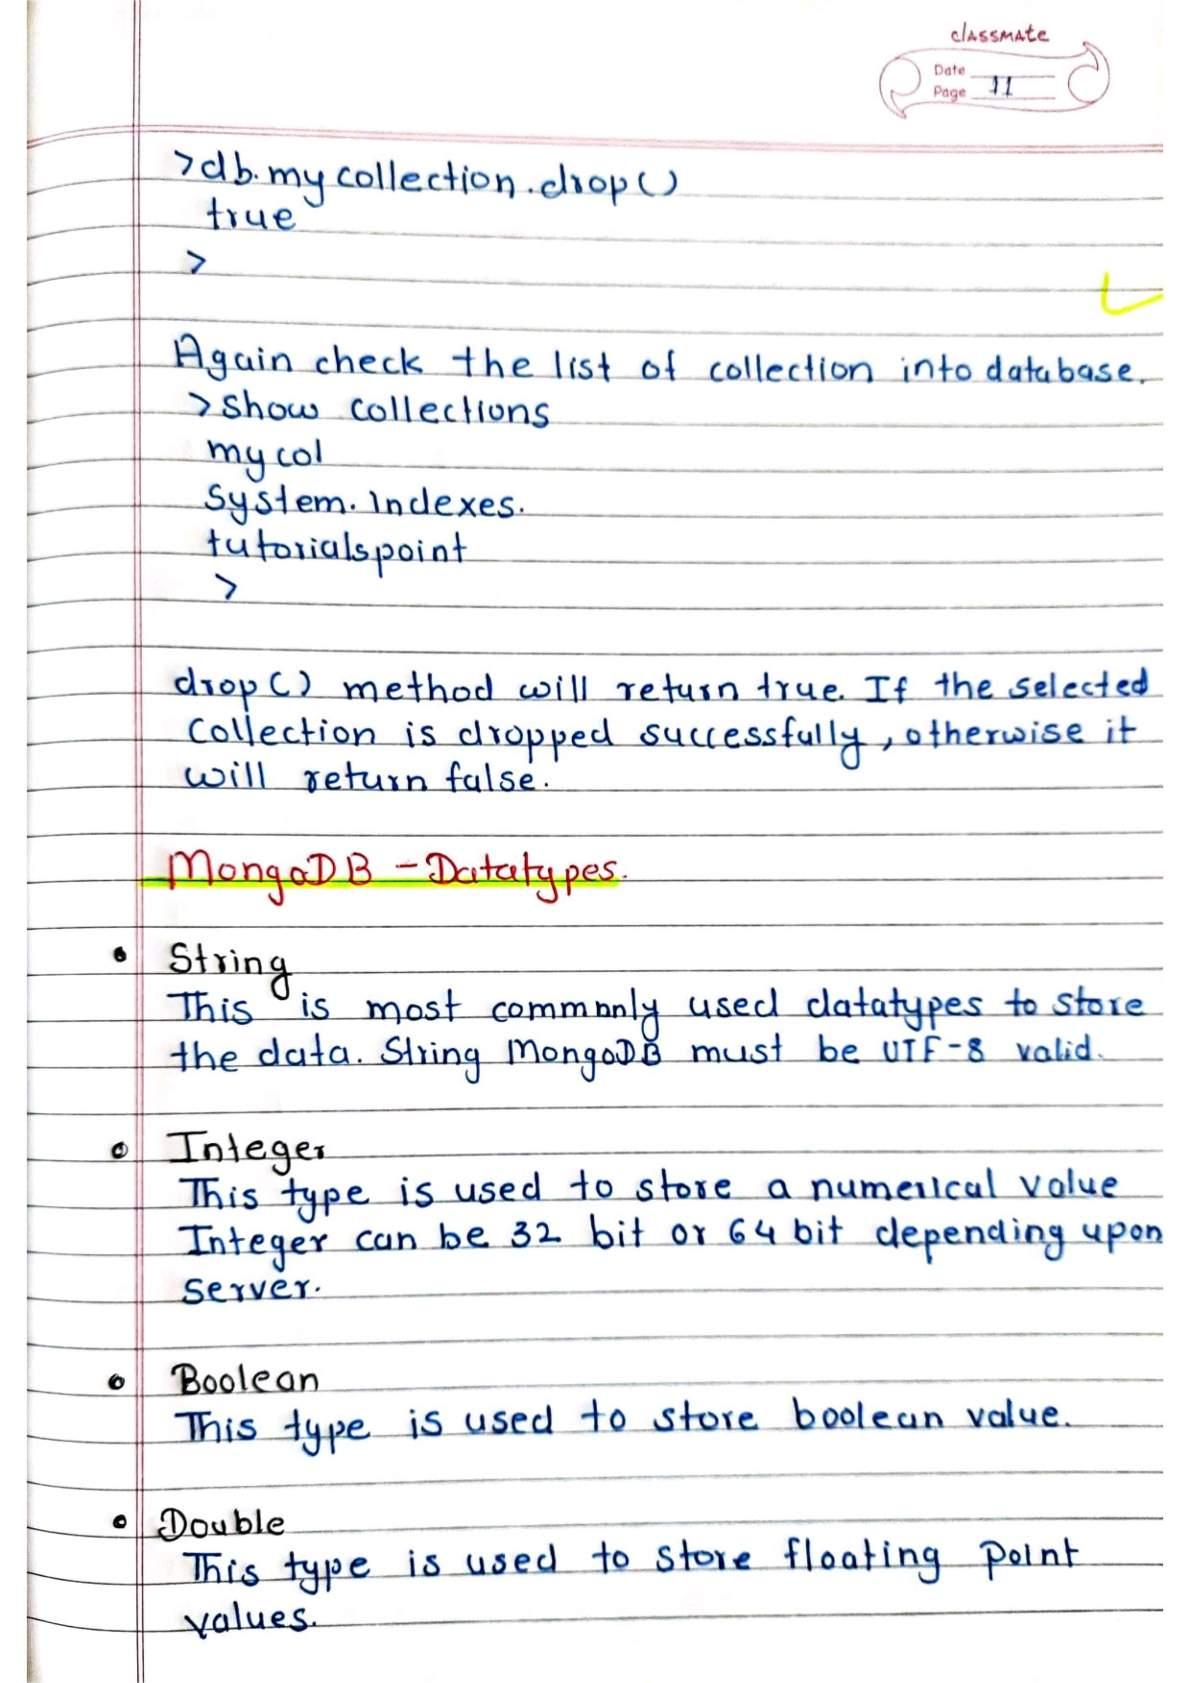 classmate
Date
Page 11
>db.mycollection.drop()
true
>
Again check the list of collection into database.
>show collections
mycol
System.Indexes.
tutorialspoint
>
drop() method will return true. If the selected
collection is dropped successfully, otherwise it
will return false.
MongoDB - Datatypes.
• String
This is most commnnly used datatypes to store
the data. String MongoDB must be UTF-8 valid.
• Integer
This type is used to store a numerical value
Integer can be 32 bit or 64 bit depending upon
server.
• Boolean
This type is used to store boolean value.
• Double
This type is used to store floating point
values.